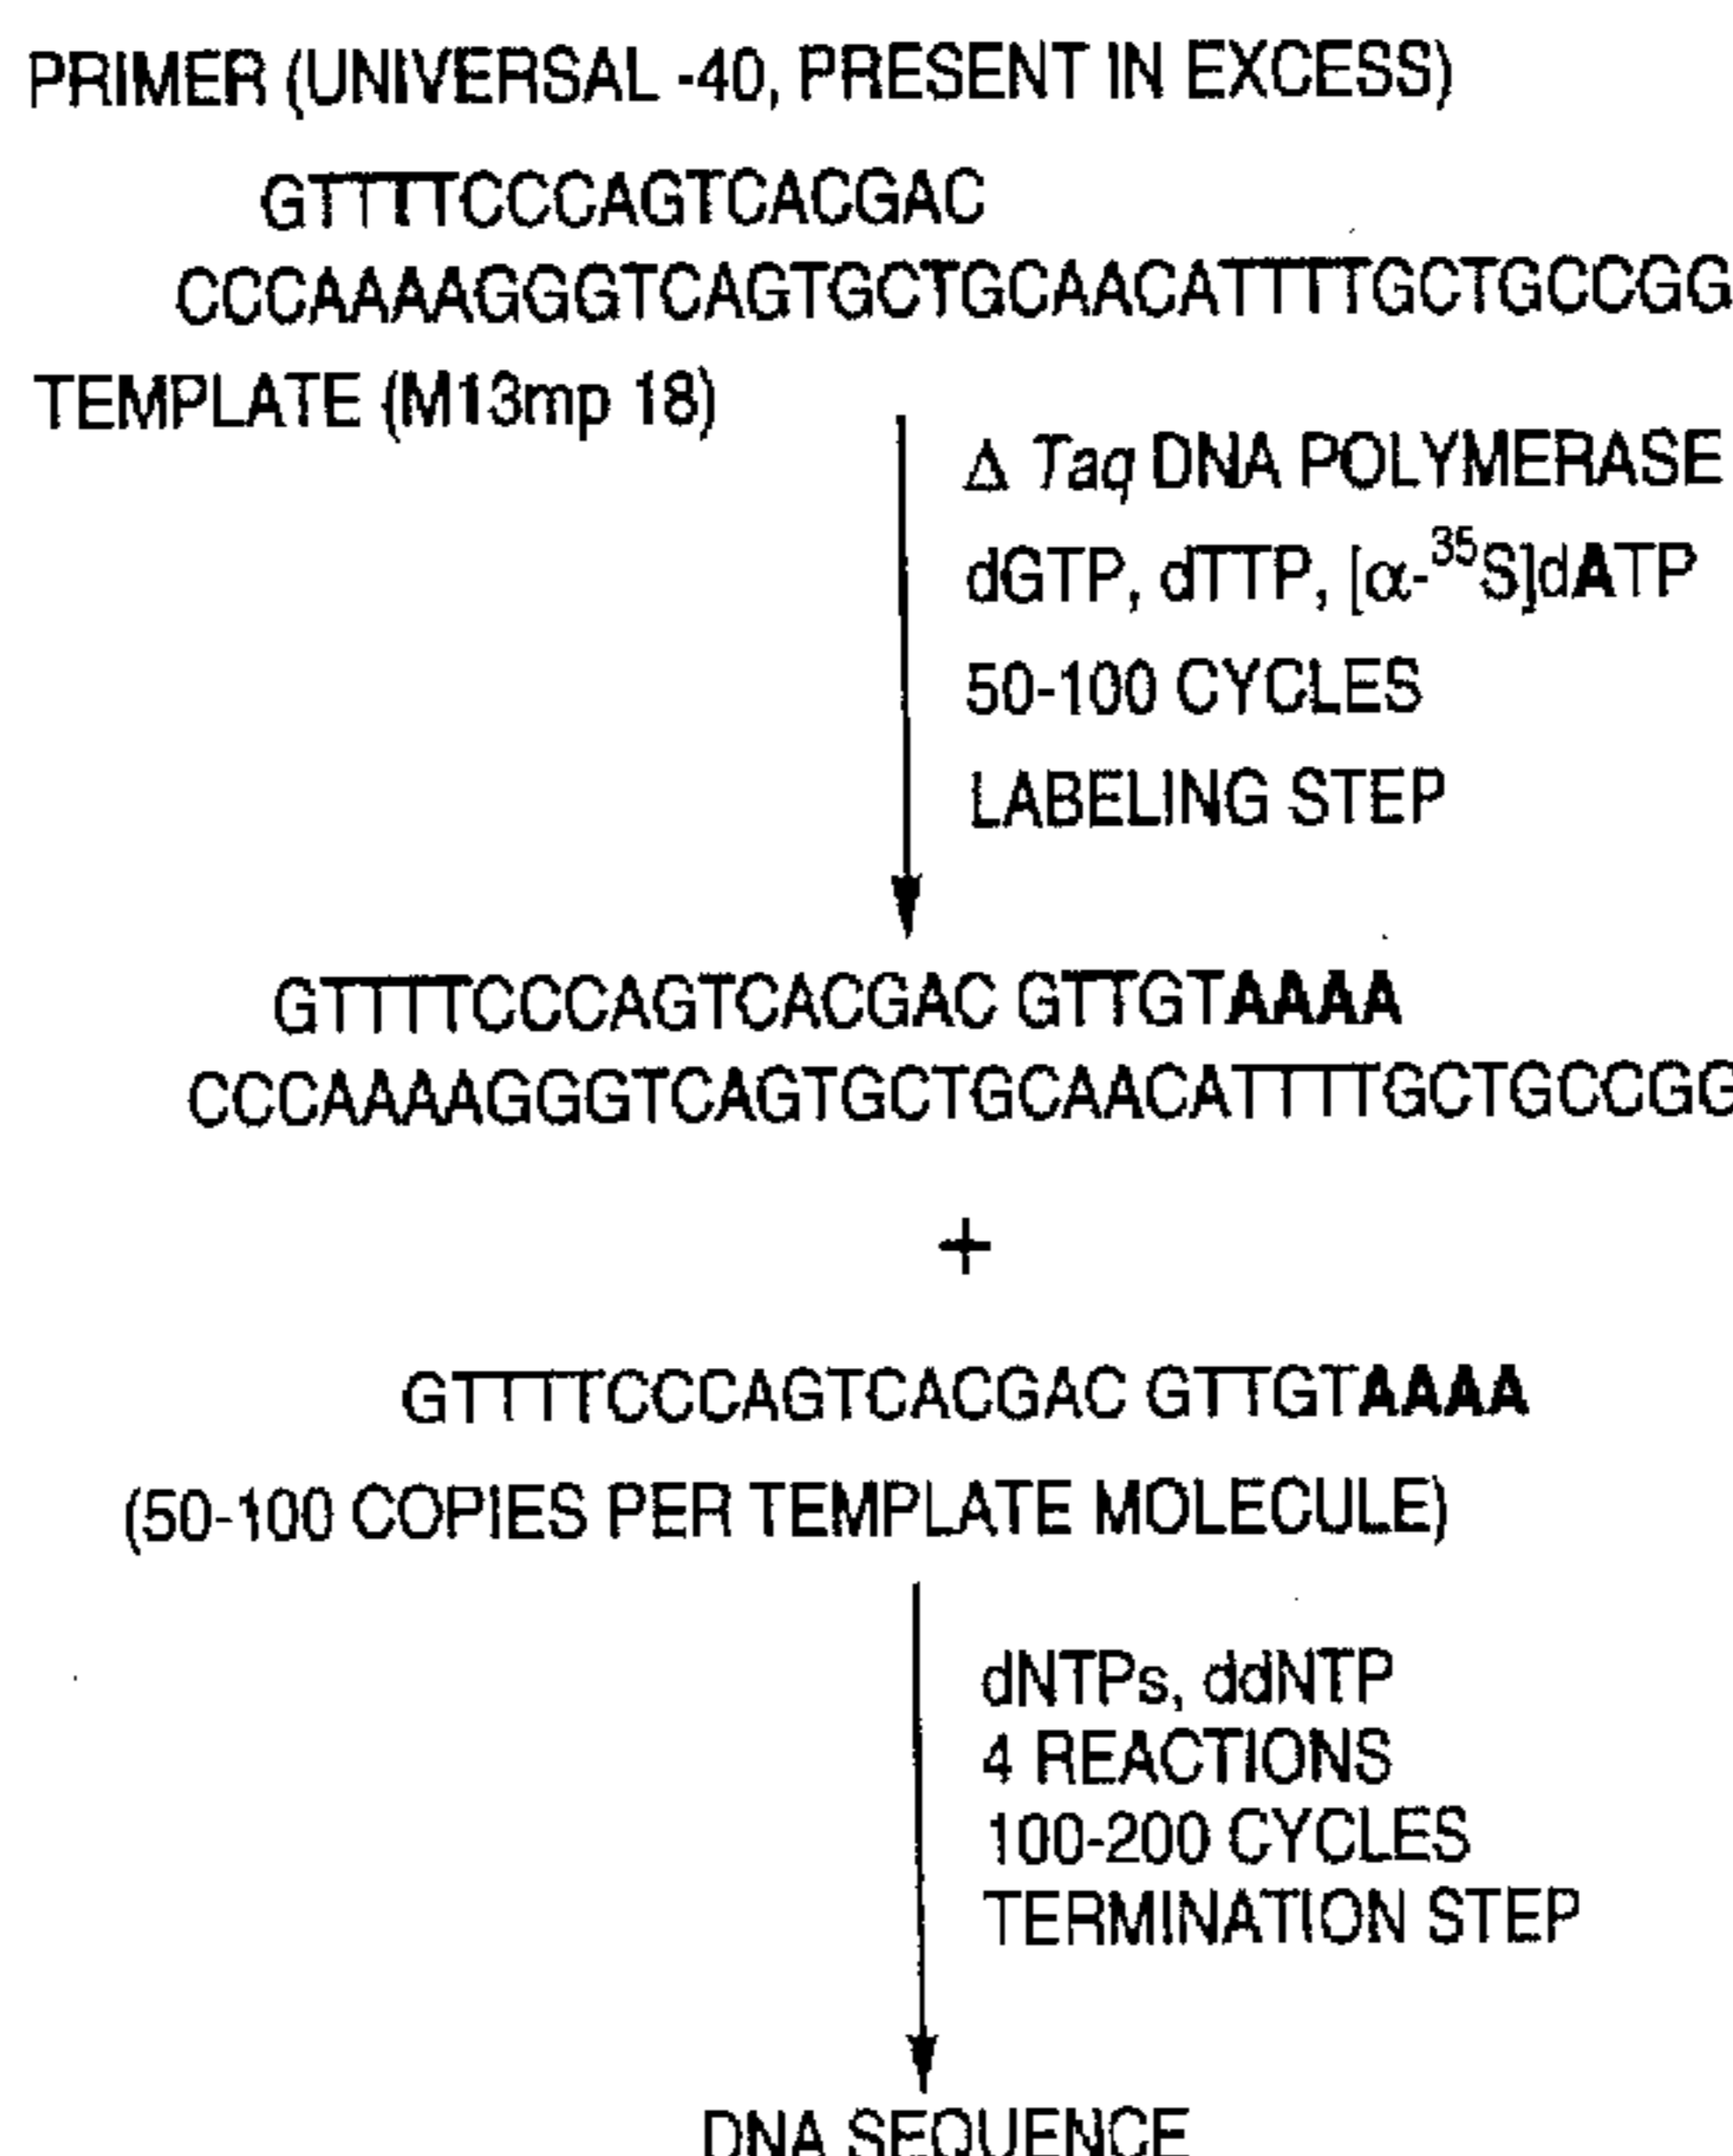 PRIMER (UNIVERSAL -40, PRESENT IN EXCESS)
GTTTTCCCAGTCACGAC
CCCAAAAGGGTCAGTGCTGCAACATTTTGCTGCCGG
TEMPLATE (M13mp 18)
Δ Taq DNA POLYMERASE
dGTP, dTTP, [α-³⁵S]dATP
50-100 CYCLES
LABELING STEP
GTTTTCCCAGTCACGAC GTTGTAAAA
CCCAAAAGGGTCAGTGCTGCAACATTTTGCTGCCGG
+
GTTTTCCCAGTCACGAC GTTGTAAAA
(50-100 COPIES PER TEMPLATE MOLECULE)
dNTPs, ddNTP
4 REACTIONS
100-200 CYCLES
TERMINATION STEP
DNA SEQUENCE